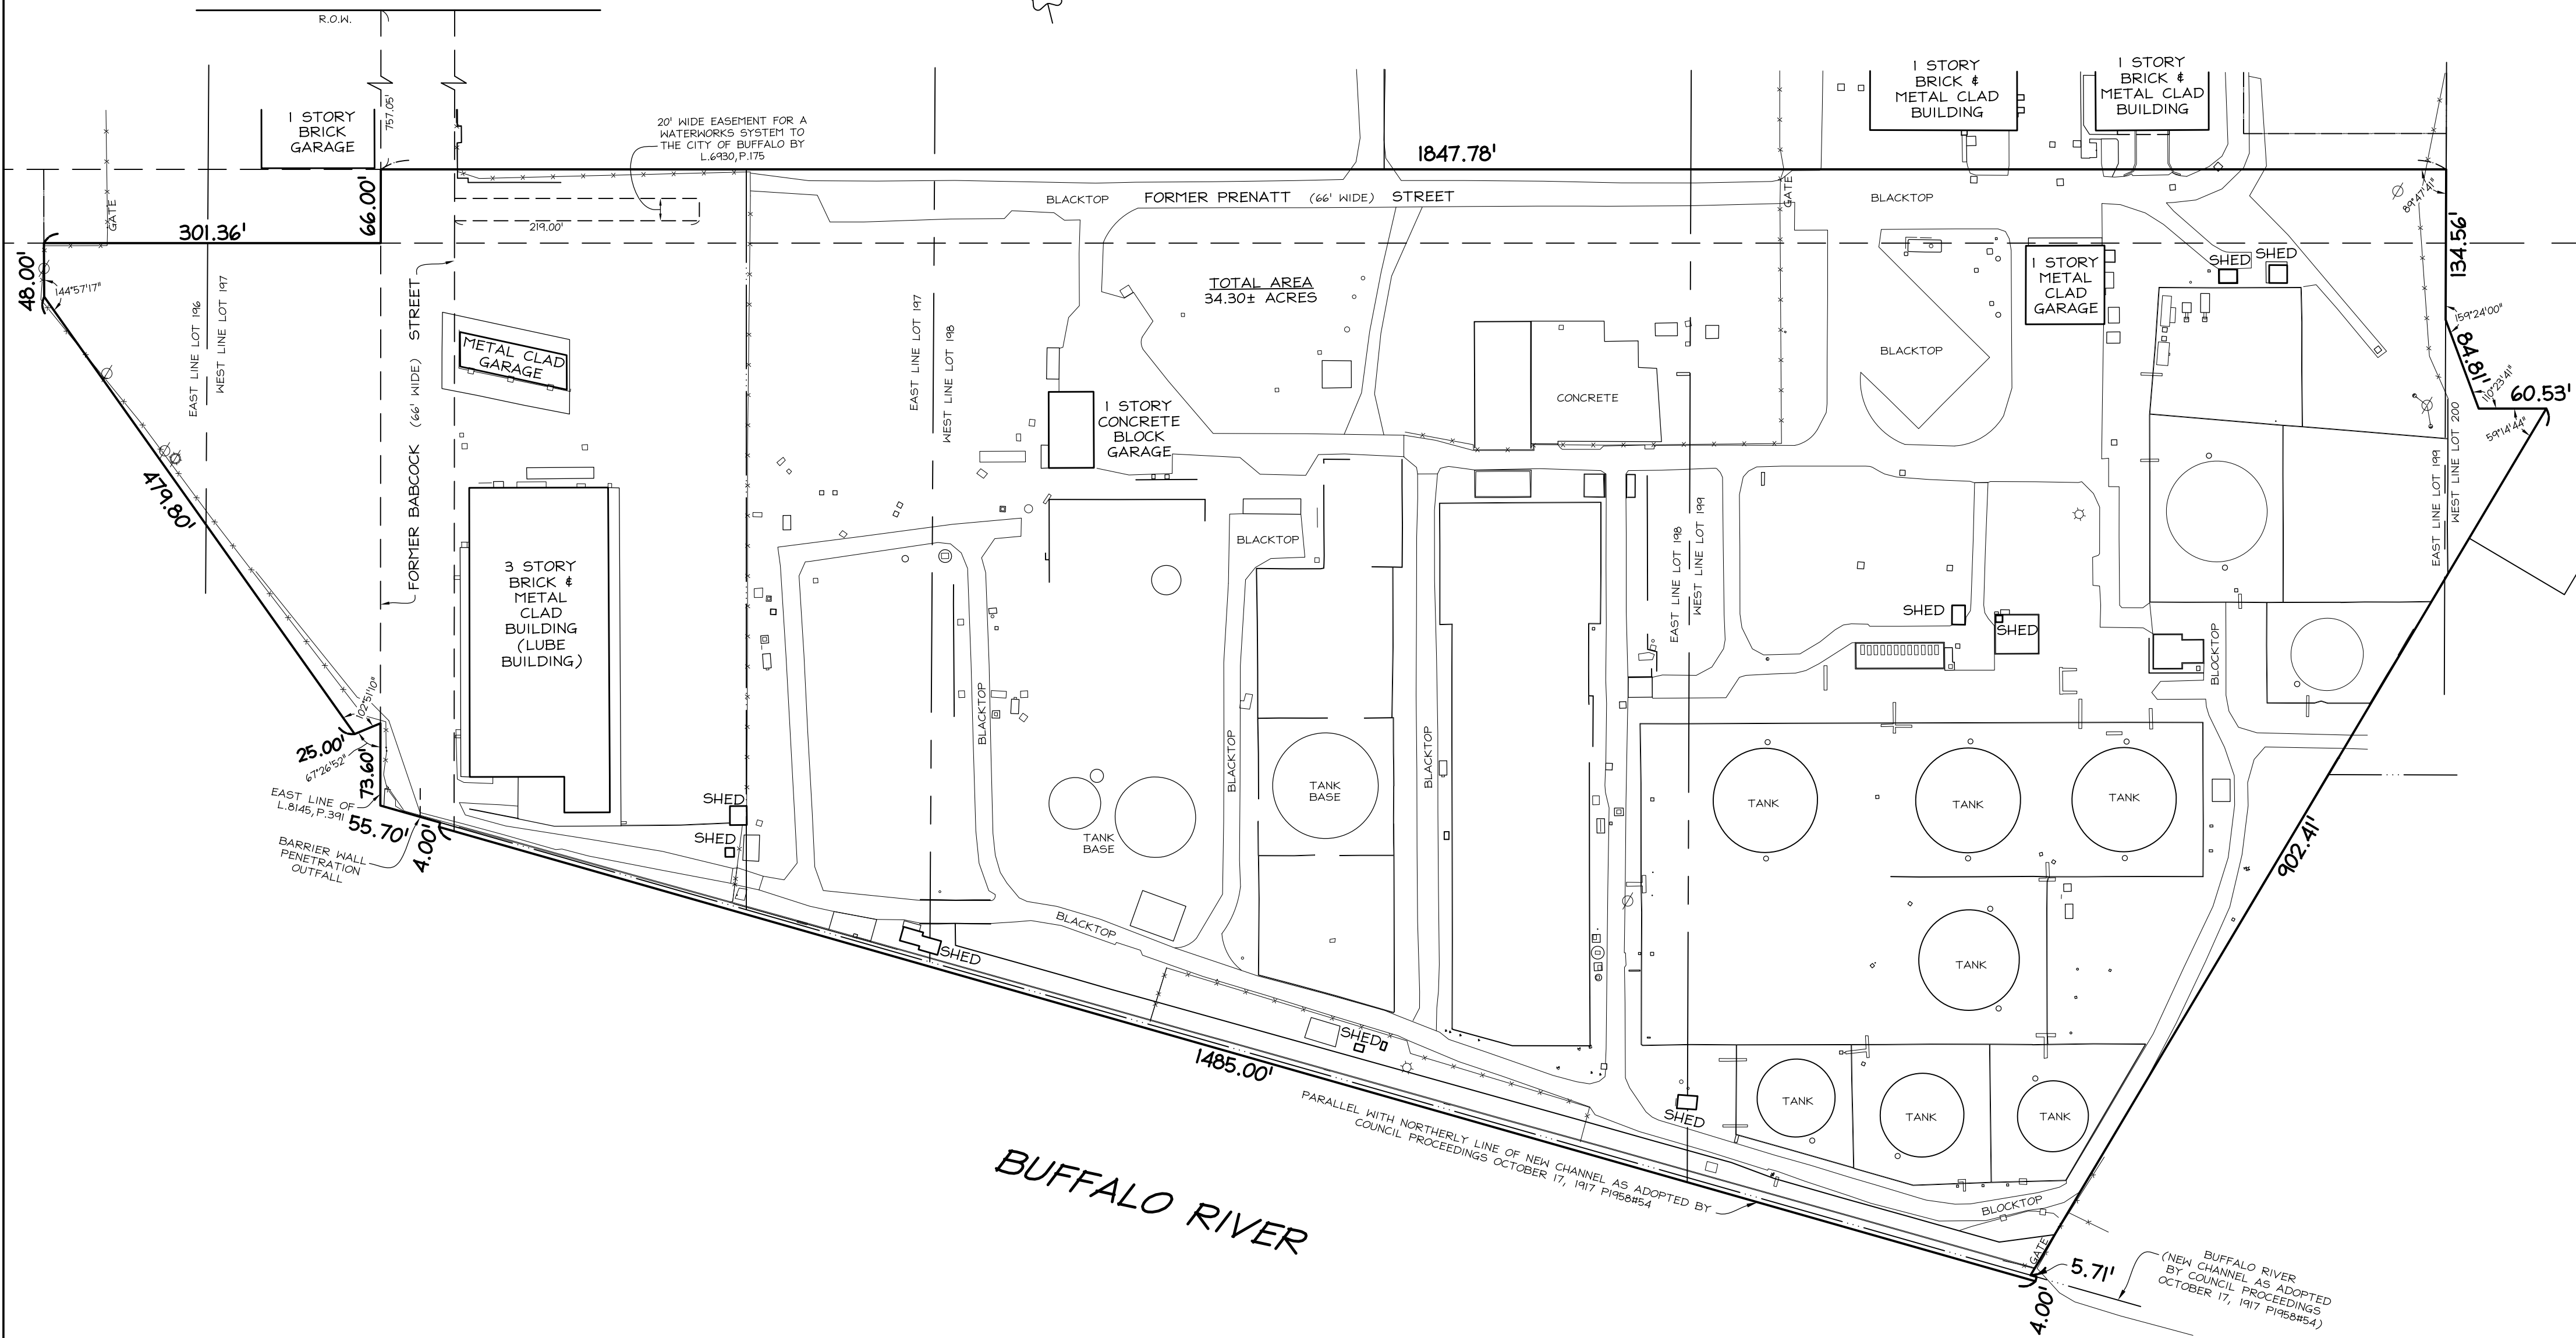 R.O.W.
757.05'
1 STORY
BRICK
GARAGE
20' WIDE EASEMENT FOR A
WATERWORKS SYSTEM TO
THE CITY OF BUFFALO BY
L.6930,P.175
1847.78'
1 STORY
BRICK &
METAL CLAD
BUILDING
1 STORY
BRICK &
METAL CLAD
BUILDING
GATE
301.36'
66.00'
219.00'
BLACKTOP
FORMER PRENATT (66' WIDE) STREET
GATE
BLACKTOP
89°47'41"
134.56'
48.00'
144°57'17"
EAST LINE LOT 196
WEST LINE LOT 197
FORMER BABCOCK (66' WIDE) STREET
METAL CLAD
GARAGE
EAST LINE LOT 197
WEST LINE LOT 198
TOTAL AREA
34.30± ACRES
1 STORY
CONCRETE
BLOCK
GARAGE
CONCRETE
BLACKTOP
1 STORY
METAL
CLAD
GARAGE
SHED
SHED
159°24'00"
84.81'
110°23'41"
60.53'
59°14'44"
EAST LINE LOT 199
WEST LINE LOT 200
479.80'
3 STORY
BRICK &
METAL
CLAD
BUILDING
(LUBE
BUILDING)
BLACKTOP
BLACKTOP
BLACKTOP
BLACKTOP
EAST LINE LOT 198
WEST LINE LOT 199
SHED
SHED
BLOCKTOP
102°51'10"
25.00'
67°26'52"
73.60'
EAST LINE OF
L.8145,P.391
55.70'
4.00'
BARRIER WALL
PENETRATION
OUTFALL
SHED
SHED
TANK
BASE
TANK
BASE
TANK
TANK
TANK
902.41'
BLACKTOP
SHED
TANK
SHED
1485.00'
SHED
TANK
TANK
TANK
PARALLEL WITH NORTHERLY LINE OF NEW CHANNEL AS ADOPTED BY
COUNCIL PROCEEDINGS OCTOBER 17, 1917 P1958#54
BUFFALO RIVER
BLOCKTOP
GATE
5.71'
4.00'
BUFFALO RIVER
(NEW CHANNEL AS ADOPTED
BY COUNCIL PROCEEDINGS
OCTOBER 17, 1917 P1958#54)